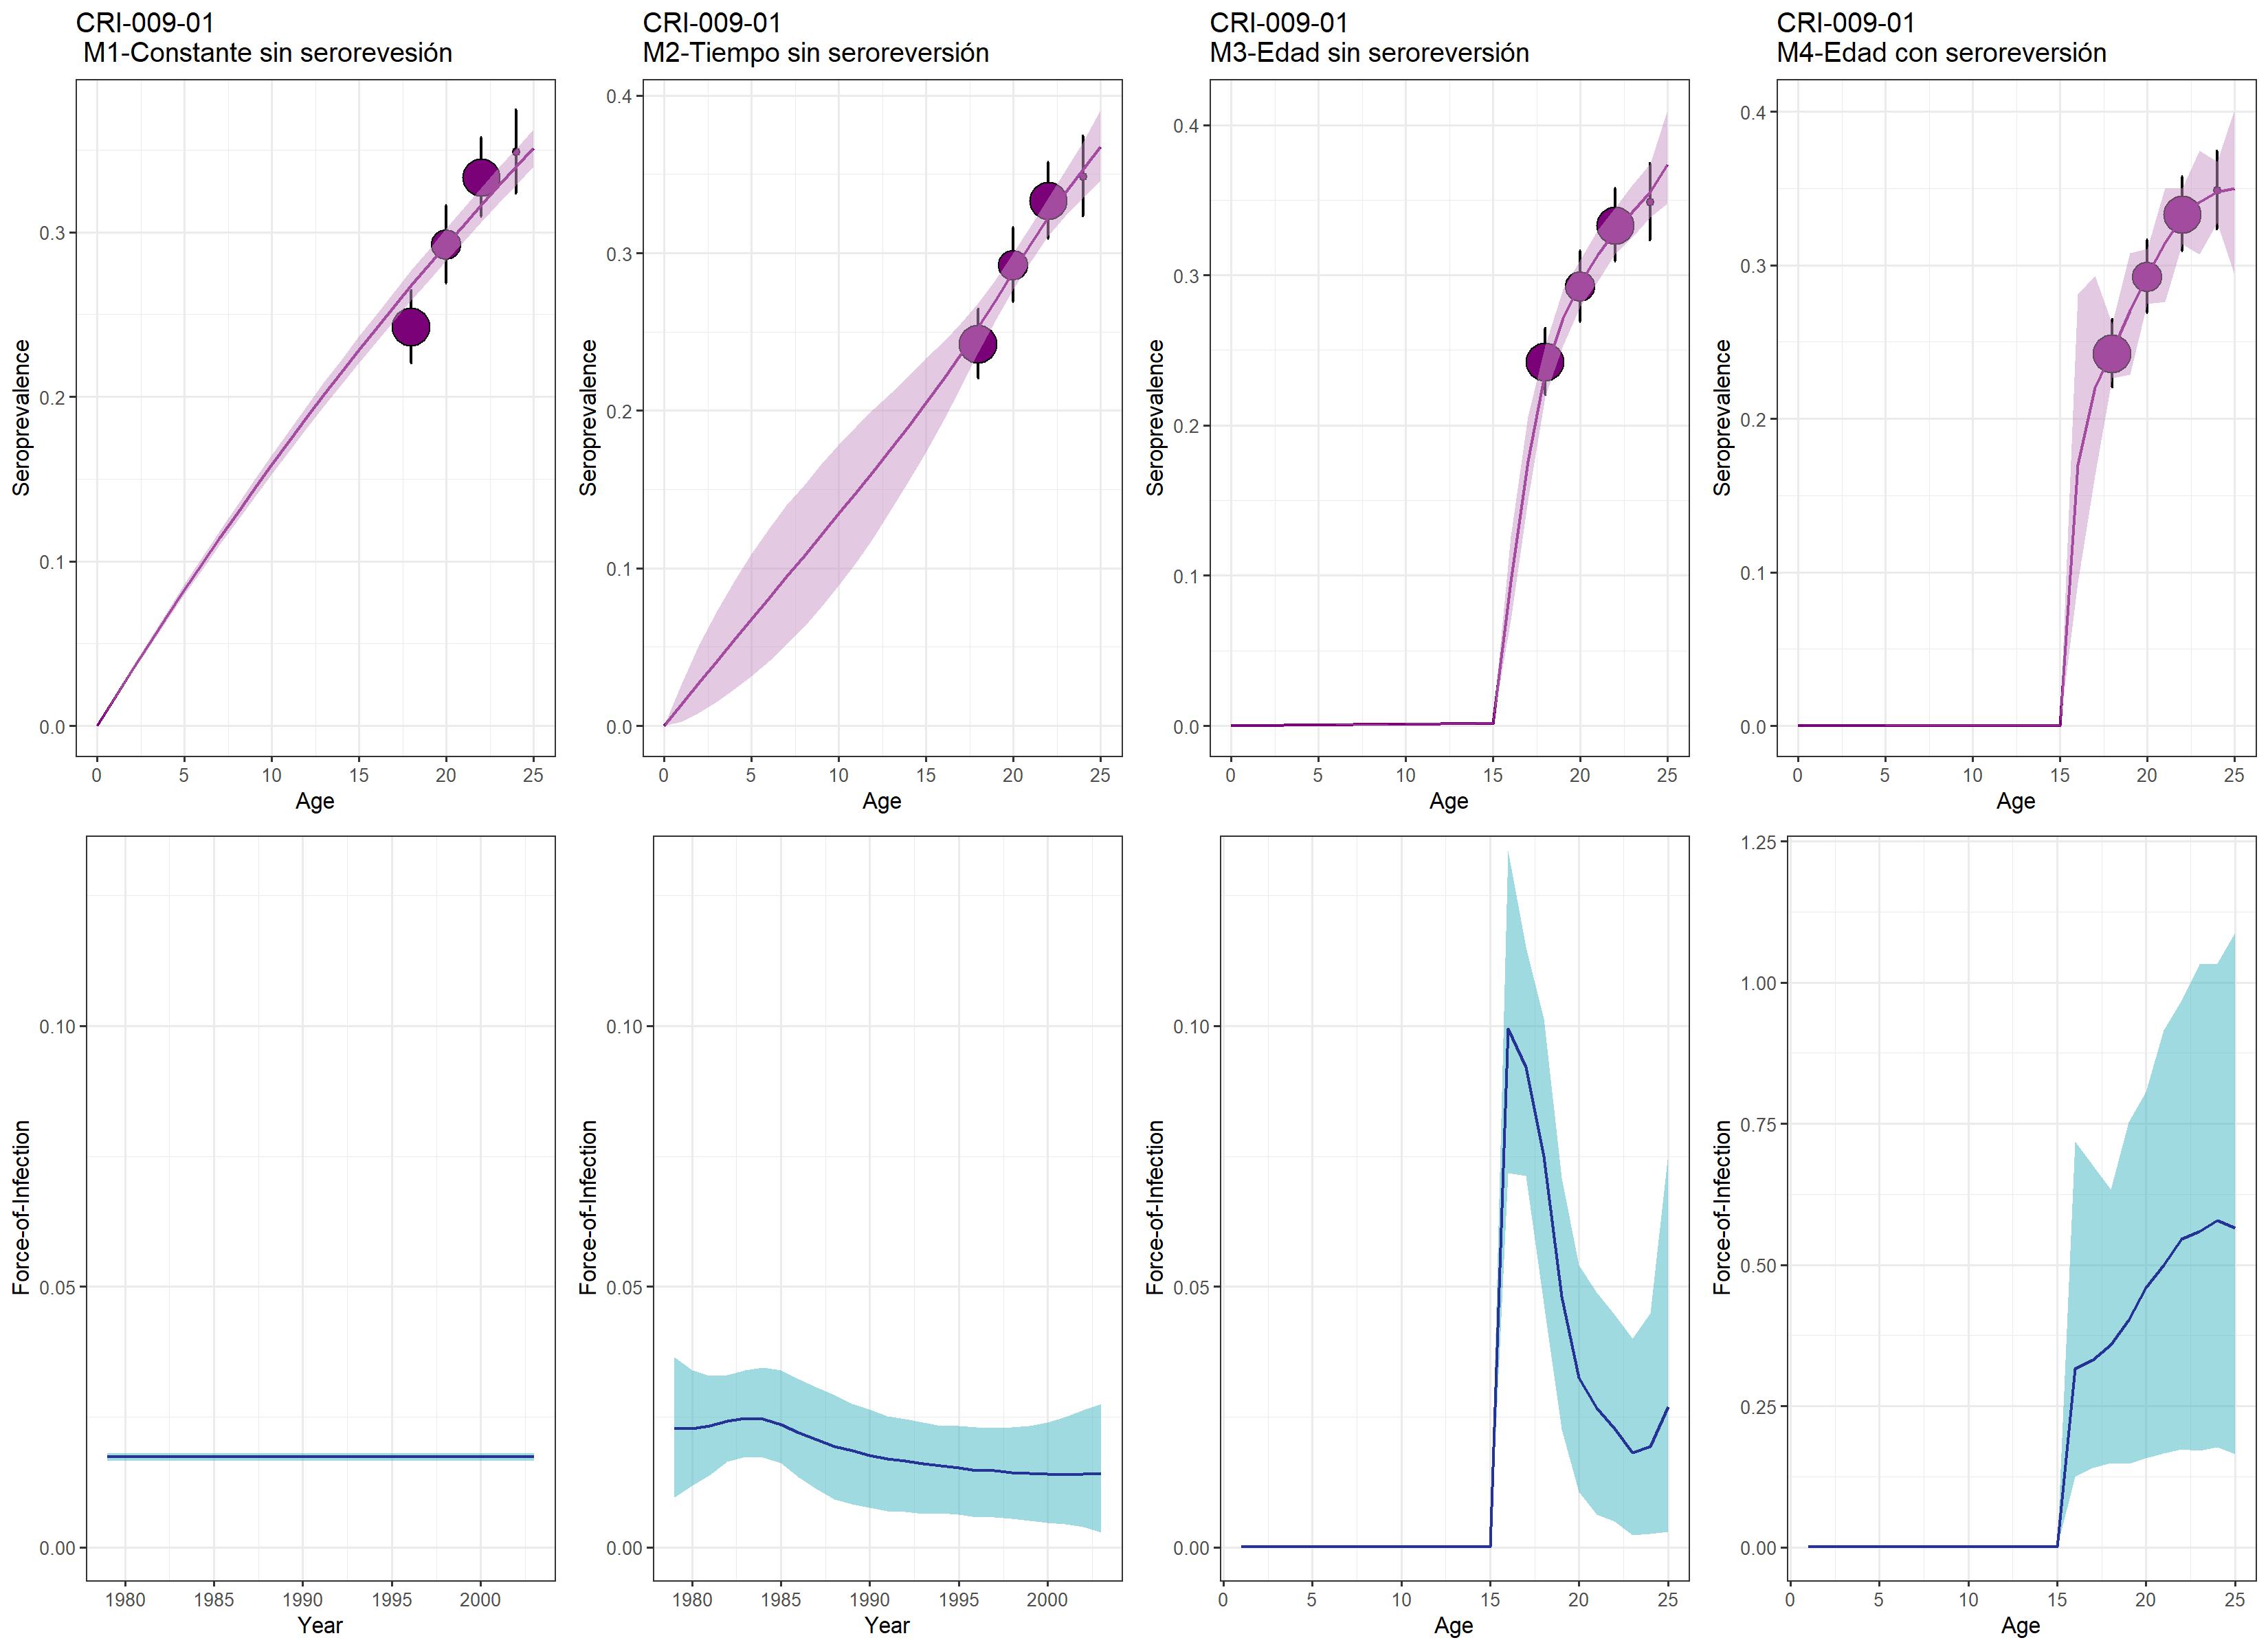 CRI-009-01
M1-Constante sin serorevesión
CRI-009-01
M2-Tiempo sin seroreversión
CRI-009-01
M3-Edad sin seroreversión
CRI-009-01
M4-Edad con seroreversión
Seroprevalence
0.3
0.2
0.1
0.0
0 5 10 15 20 25
Age
Seroprevalence
0.4
0.3
0.2
0.1
0.0
0 5 10 15 20 25
Age
Seroprevalence
0.4
0.3
0.2
0.1
0.0
0 5 10 15 20 25
Age
Seroprevalence
0.4
0.3
0.2
0.1
0.0
0 5 10 15 20 25
Age
Force-of-Infection
0.10
0.05
0.00
1980 1985 1990 1995 2000
Year
Force-of-Infection
0.10
0.05
0.00
1980 1985 1990 1995 2000
Year
Force-of-Infection
0.10
0.05
0.00
0 5 10 15 20 25
Age
Force-of-Infection
1.25
1.00
0.75
0.50
0.25
0.00
0 5 10 15 20 25
Age